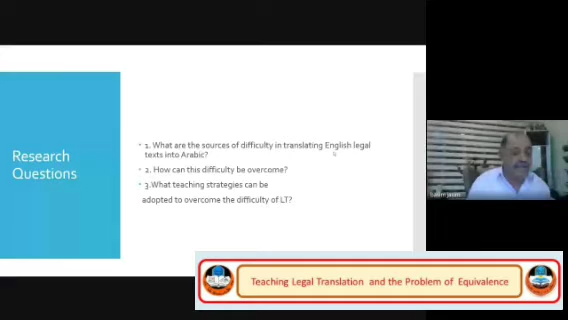 Research
Questions
1. What are the sources of difficulty in translating English legal
texts into Arabic?
2. How can this difficulty be overcome?
3.What teaching strategies can be
adopted to overcome the difficulty of LT?
Teaching Legal Translation and the Problem of Equivalence